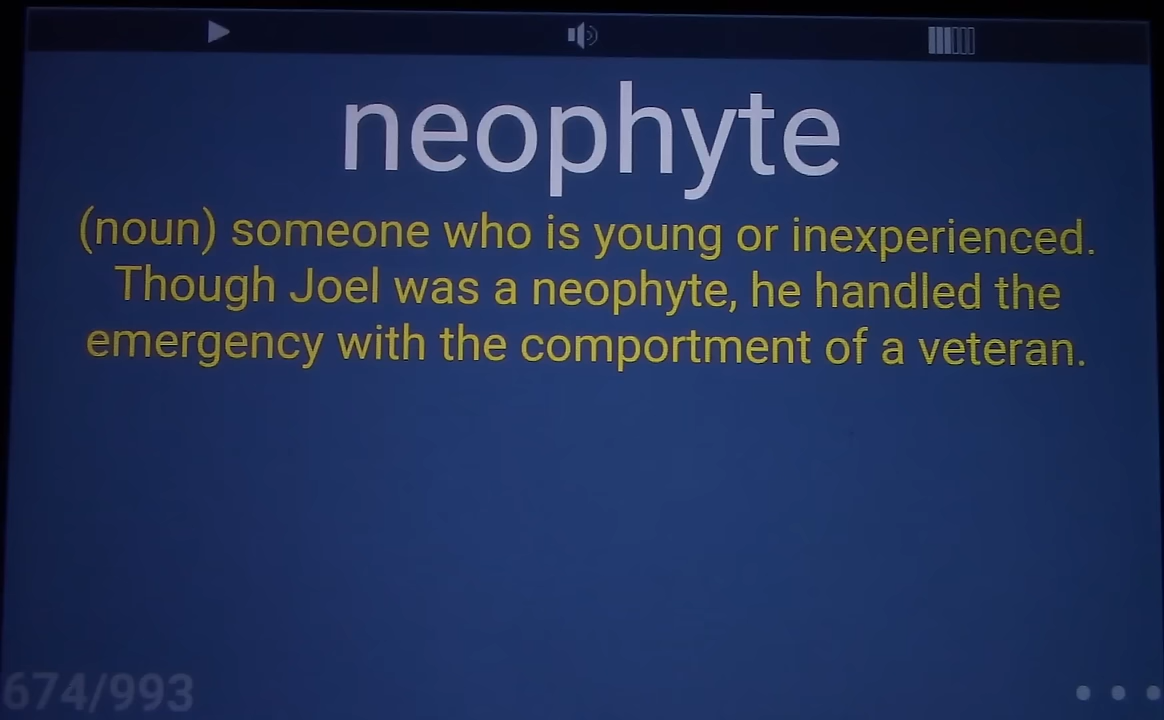 neophyte
(noun) someone who is young or inexperienced.
Though Joel was a neophyte, he handled the
emergency with the comportment of a veteran.
674/993